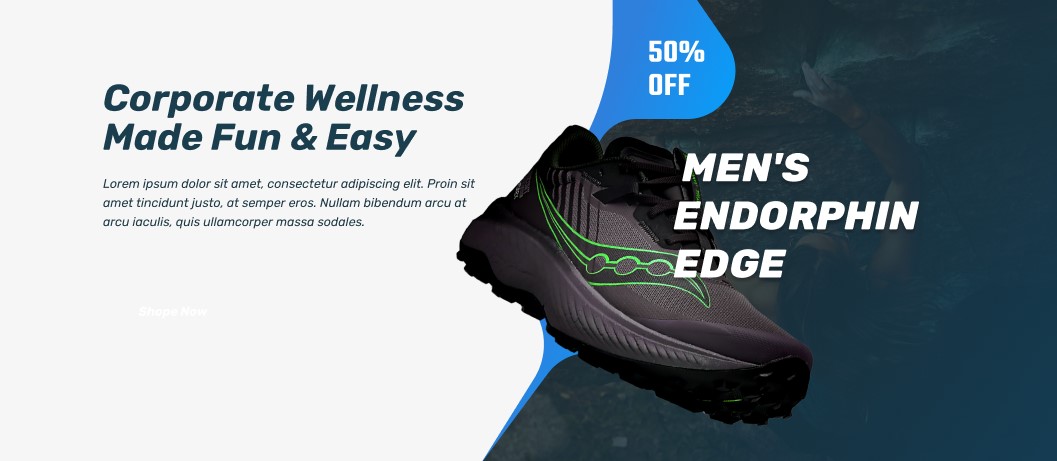 Corporate Wellness
Made Fun & Easy
Lorem ipsum dolor sit amet, consectetur adipiscing elit. Proin sit
amet tincidunt justo, at semper eros. Nullam bibendum arcu at
arcu iaculis, quis ullamcorper massa sodales.
Shope Now
50%
OFF
MEN'S
ENDORPHIN
EDGE